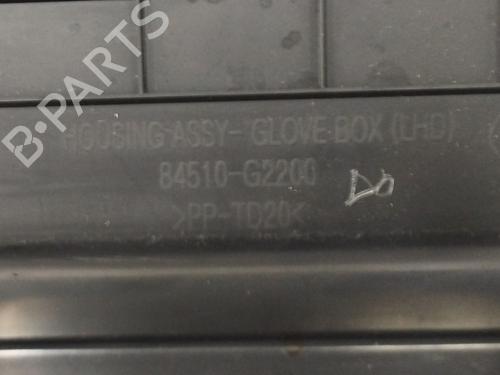 B-PARTS
HOUSING ASSY- GLOVE BOX (LHD)
84510-G2200
>PP-TD20<